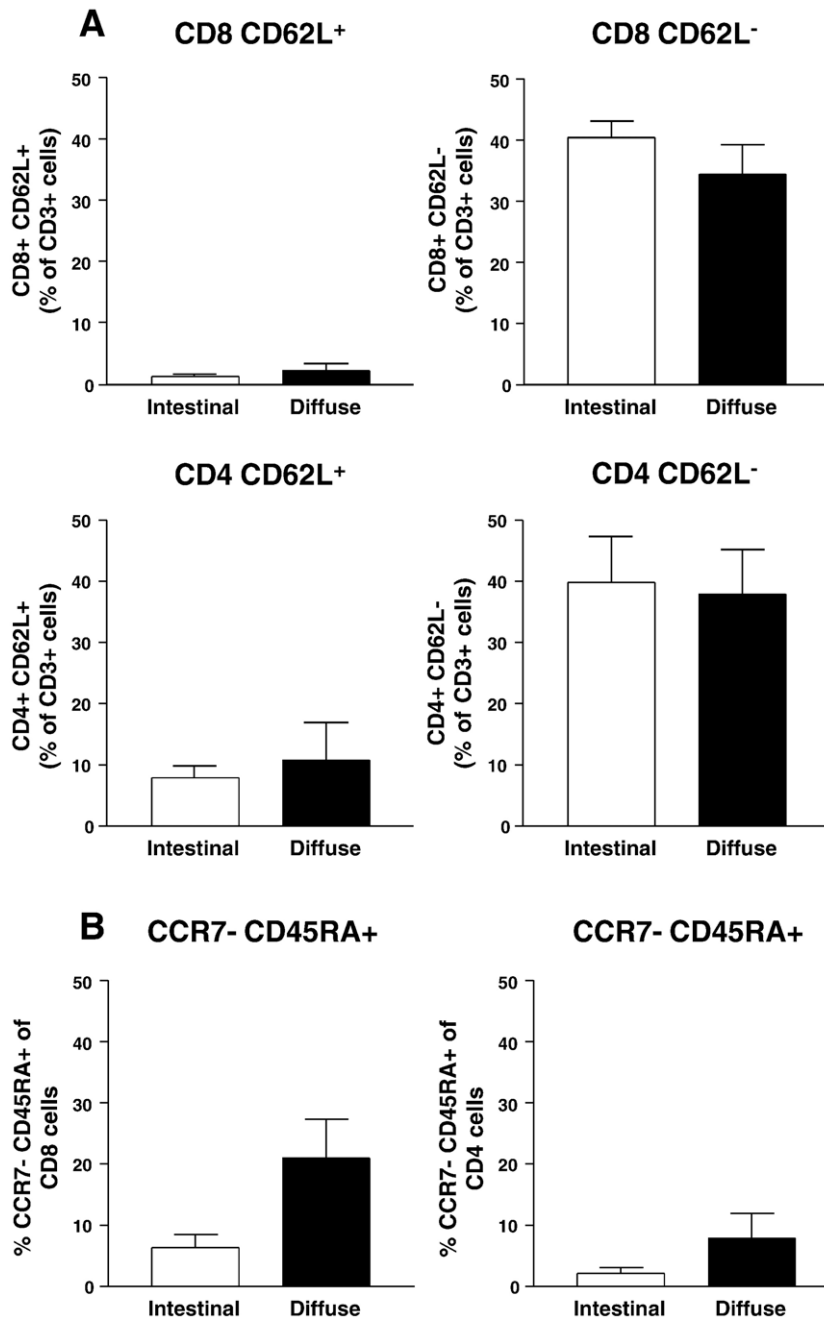 A
CD8 CD62L+
CD8+ CD62L+
(% of CD3+ cells)
50
40
30
20
10
0
Intestinal
Diffuse
CD8 CD62L-
CD8+ CD62L-
(% of CD3+ cells)
50
40
30
20
10
0
Intestinal
Diffuse
CD4 CD62L+
CD4+ CD62L+
(% of CD3+ cells)
50
40
30
20
10
0
Intestinal
Diffuse
CD4 CD62L-
CD4+ CD62L-
(% of CD3+ cells)
50
40
30
20
10
0
Intestinal
Diffuse
B
CCR7- CD45RA+
% CCR7- CD45RA+ of
CD8 cells
50
40
30
20
10
0
Intestinal
Diffuse
CCR7- CD45RA+
% CCR7- CD45RA+ of
CD4 cells
50
40
30
20
10
0
Intestinal
Diffuse